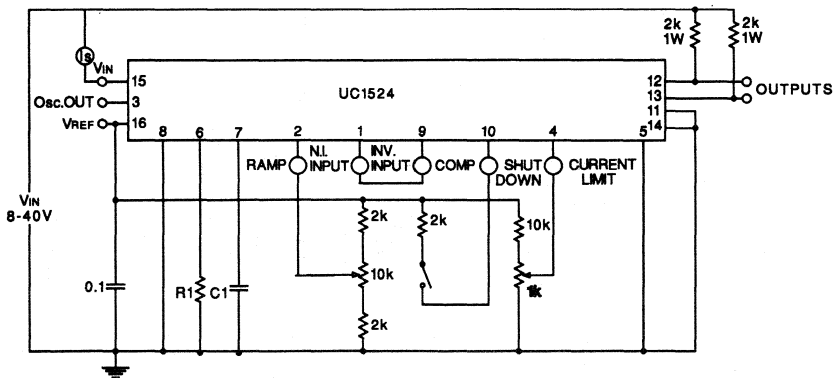 2k
1W
2k
1W
Is
VIN
15
12
OUTPUTS
Osc.OUT
3
UC1524
13
VREF
16
11
14
8
6
7
2
1
9
10
4
5
RAMP
N.I.
INPUT
INV.
INPUT
COMP
SHUT
DOWN
CURRENT
LIMIT
VIN
8-40V
2k
2k
10k
10k
1k
0.1
R1
C1
2k